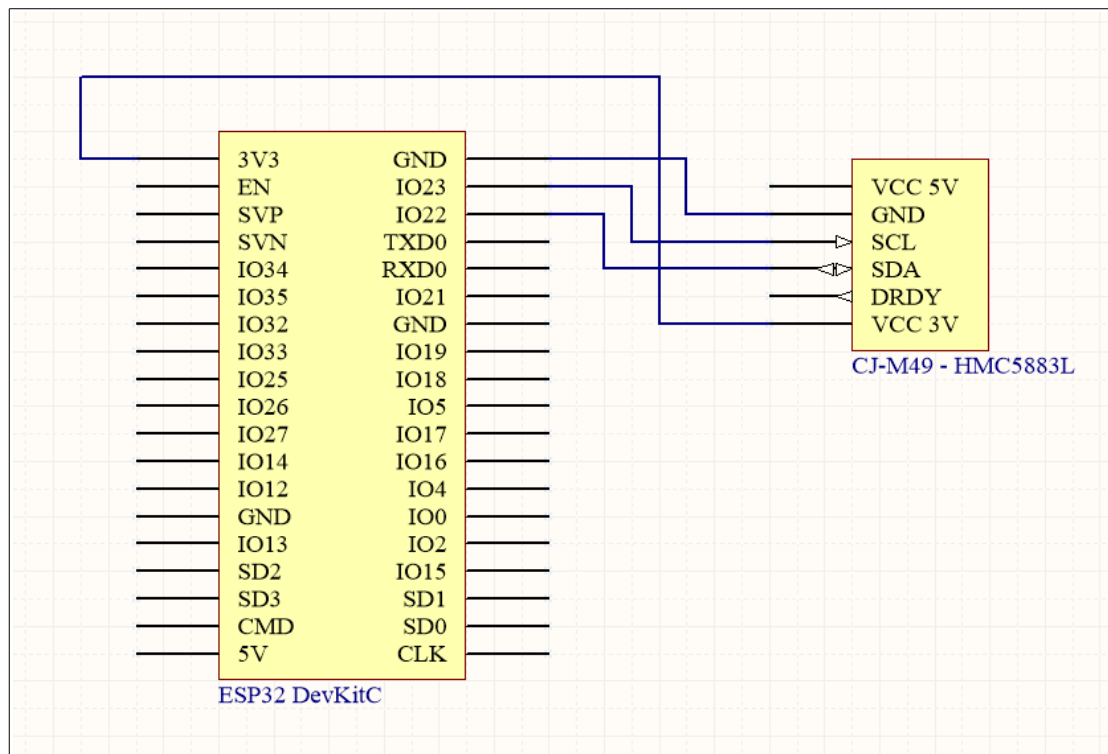 3V3 GND
EN IO23
SVP IO22
SVN TXD0
IO34 RXD0
IO35 IO21
IO32 GND
IO33 IO19
IO25 IO18
IO26 IO5
IO27 IO17
IO14 IO16
IO12 IO4
GND IO0
IO13 IO2
SD2 IO15
SD3 SD1
CMD SD0
5V CLK
ESP32 DevKitC
VCC 5V
GND
SCL
SDA
DRDY
VCC 3V
CJ-M49 - HMC5883L